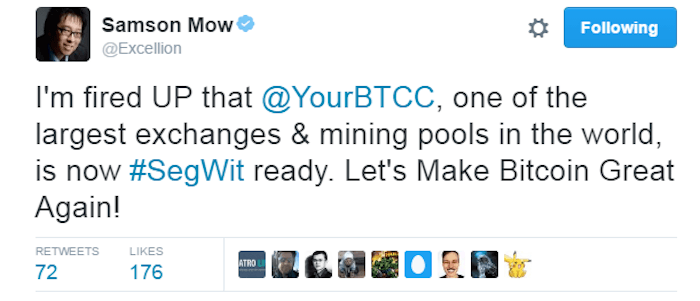 Samson Mow
@Excellion
Following
I'm fired UP that @YourBTCC, one of the
largest exchanges & mining pools in the world,
is now #SegWit ready. Let's Make Bitcoin Great
Again!
RETWEETS LIKES
72 176
ATRO